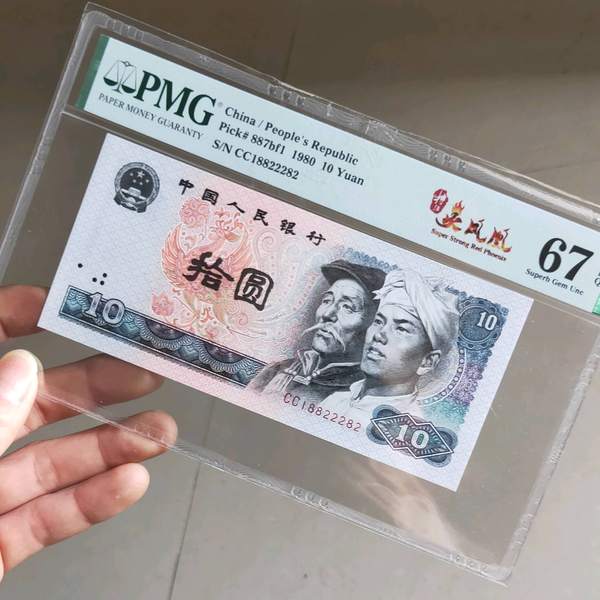 PMG
PAPER MONEY GUARANTY
China / People's Republic
Pick# 887bf1 1980 10 Yuan
S/N CC18822282
Super Strong Red Phoenix
67
Superb Gem Unc
中国人民银行
拾圆
10
10
CC18822282
10